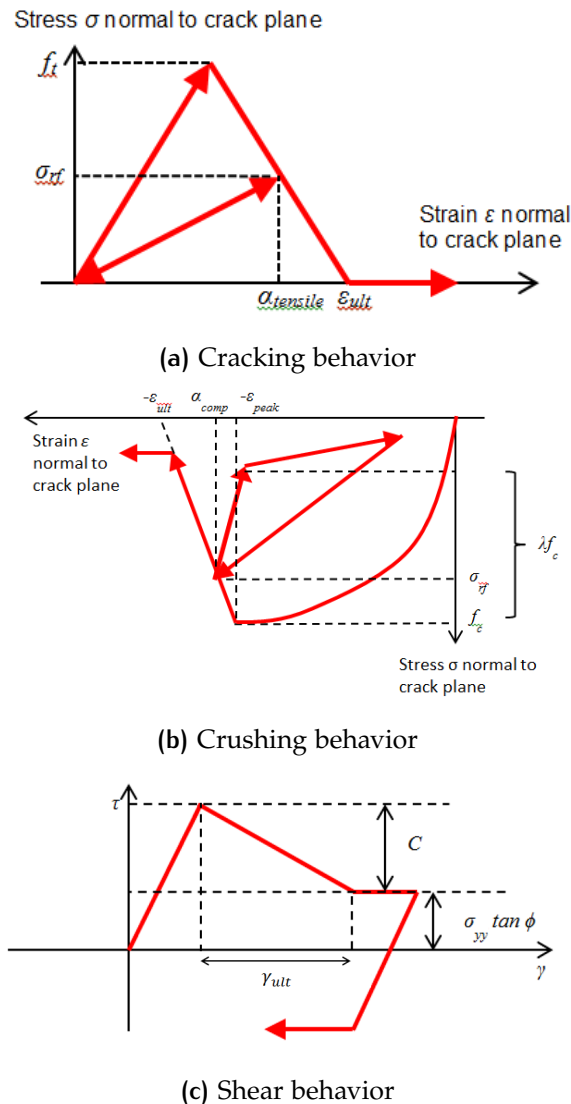 Stress σ normal to crack plane
f_t
σ_rf
Strain ε normal
to crack plane
α_tensile ε_ult
(a) Cracking behavior
-ε_ult α_comp -ε_peak
Strain ε
normal to
crack plane
λf_c
σ_rf
f_c
Stress σ normal to
crack plane
(b) Crushing behavior
τ
C
σ_yy tan ϕ
γ
γ_ult
(c) Shear behavior